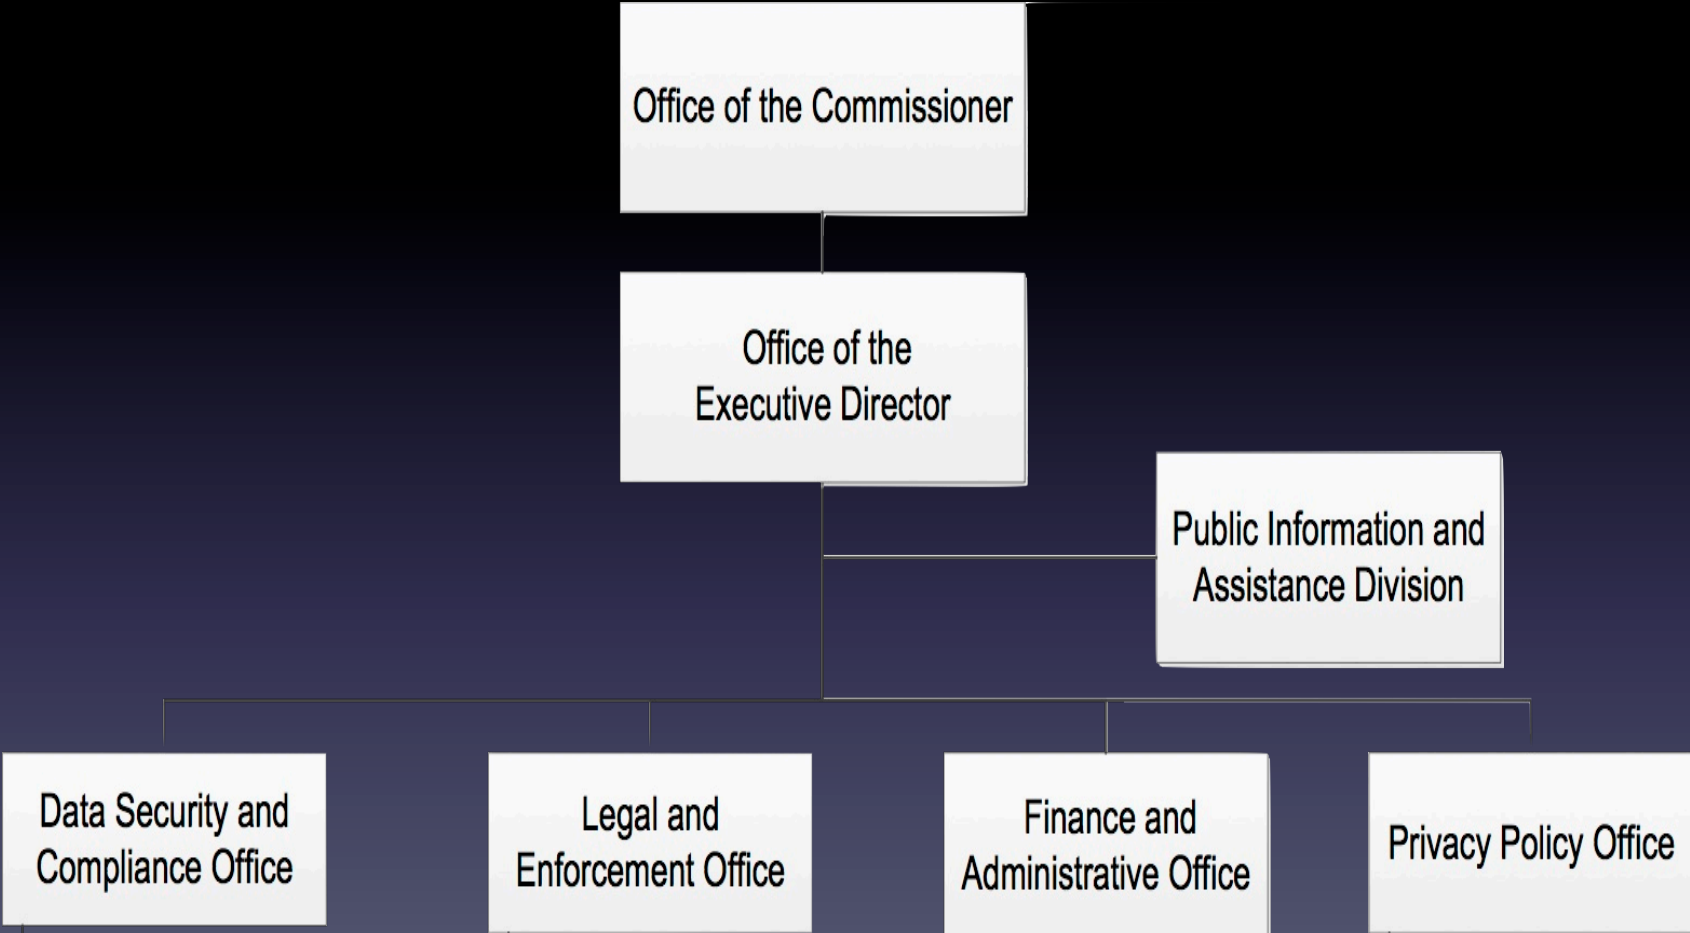 Office of the Commissioner
Office of the
Executive Director
Public Information and
Assistance Division
Data Security and
Compliance Office
Legal and
Enforcement Office
Finance and
Administrative Office
Privacy Policy Office